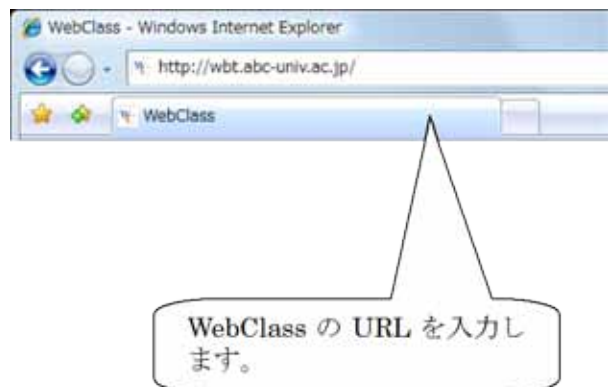 WebClass - Windows Internet Explorer
http://wbt.abc-univ.ac.jp/
WebClass
WebClass の URL を入力し
ます。